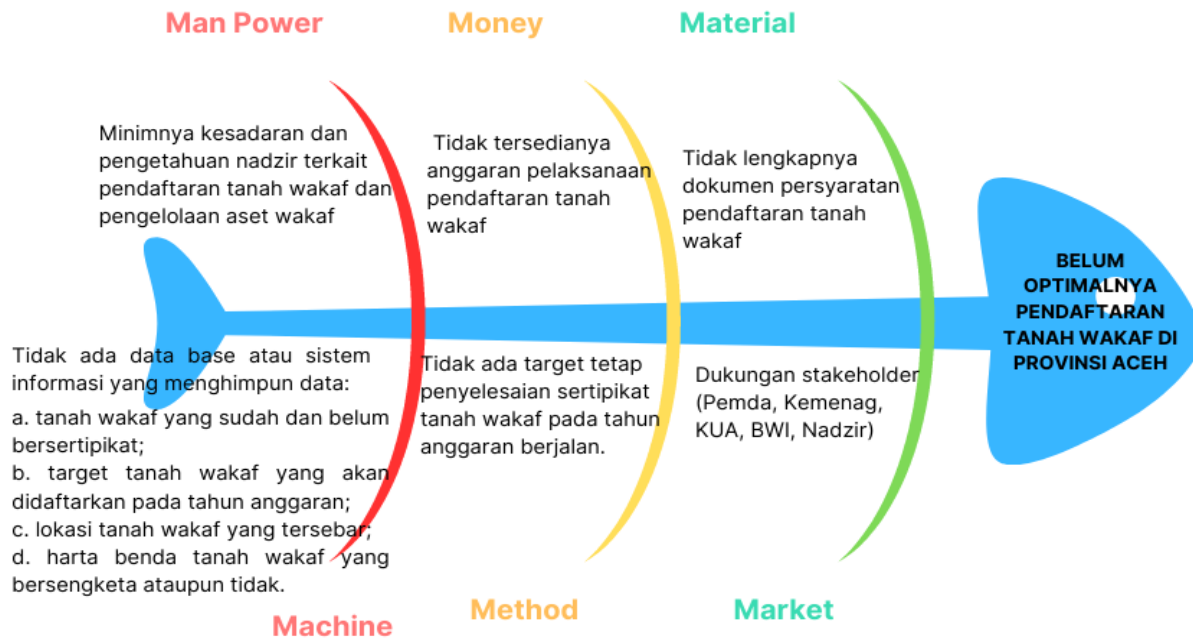 Man Power
Money
Material
Minimnya kesadaran dan
pengetahuan nadzir terkait
pendaftaran tanah wakaf dan
pengelolaan aset wakaf
Tidak tersedianya
anggaran pelaksanaan
pendaftaran tanah
wakaf
Tidak lengkapnya
dokumen persyaratan
pendaftaran tanah
wakaf
BELUM
OPTIMALNYA
PENDAFTARAN
TANAH WAKAF DI
PROVINSI ACEH
Tidak ada data base atau sistem
informasi yang menghimpun data:
a. tanah wakaf yang sudah dan belum
bersertipikat;
b. target tanah wakaf yang akan
didaftarkan pada tahun anggaran;
c. lokasi tanah wakaf yang tersebar;
d. harta benda tanah wakaf yang
bersengketa ataupun tidak.
Tidak ada target tetap
penyelesaian sertipikat
tanah wakaf pada tahun
anggaran berjalan.
Dukungan stakeholder
(Pemda, Kemenag,
KUA, BWI, Nadzir)
Machine
Method
Market